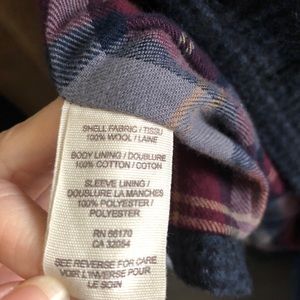 SHELL FABRIC / TISSU
100% WOOL / LAINE
BODY LINING / DOUBLURE
100% COTTON / COTON
SLEEVE LINING /
DOUBLURE LA MANCHES
100% POLYESTER /
POLYESTER
RN 66170
CA 32054
SEE REVERSE FOR CARE
VOIR L'INVERSE POUR
LE SOIN